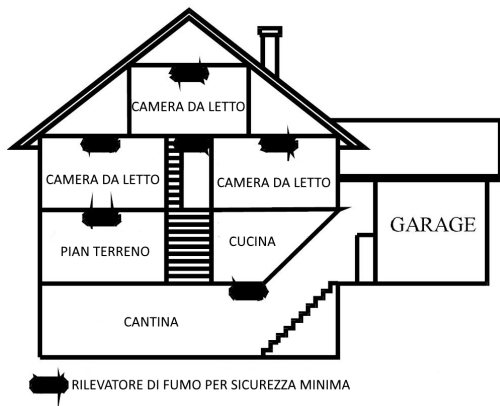 CAMERA DA LETTO
CAMERA DA LETTO
CAMERA DA LETTO
PIAN TERRENO
CUCINA
GARAGE
CANTINA
RILEVATORE DI FUMO PER SICUREZZA MINIMA